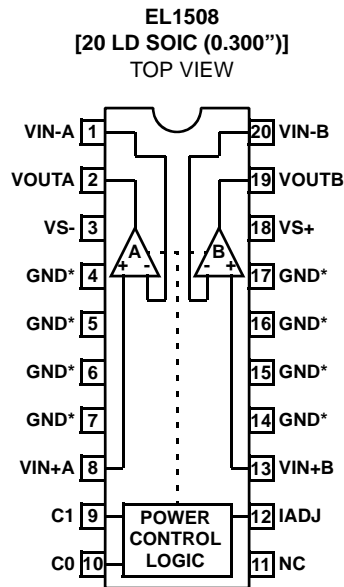 EL1508
[20 LD SOIC (0.300”)]
TOP VIEW
VIN-A 1 20 VIN-B
VOUTA 2 19 VOUTB
VS- 3 18 VS+
A B
GND* 4 + - - + 17 GND*
GND* 5 16 GND*
GND* 6 15 GND*
GND* 7 14 GND*
VIN+A 8 13 VIN+B
C1 9 POWER 12 IADJ
CONTROL
C0 10 LOGIC 11 NC